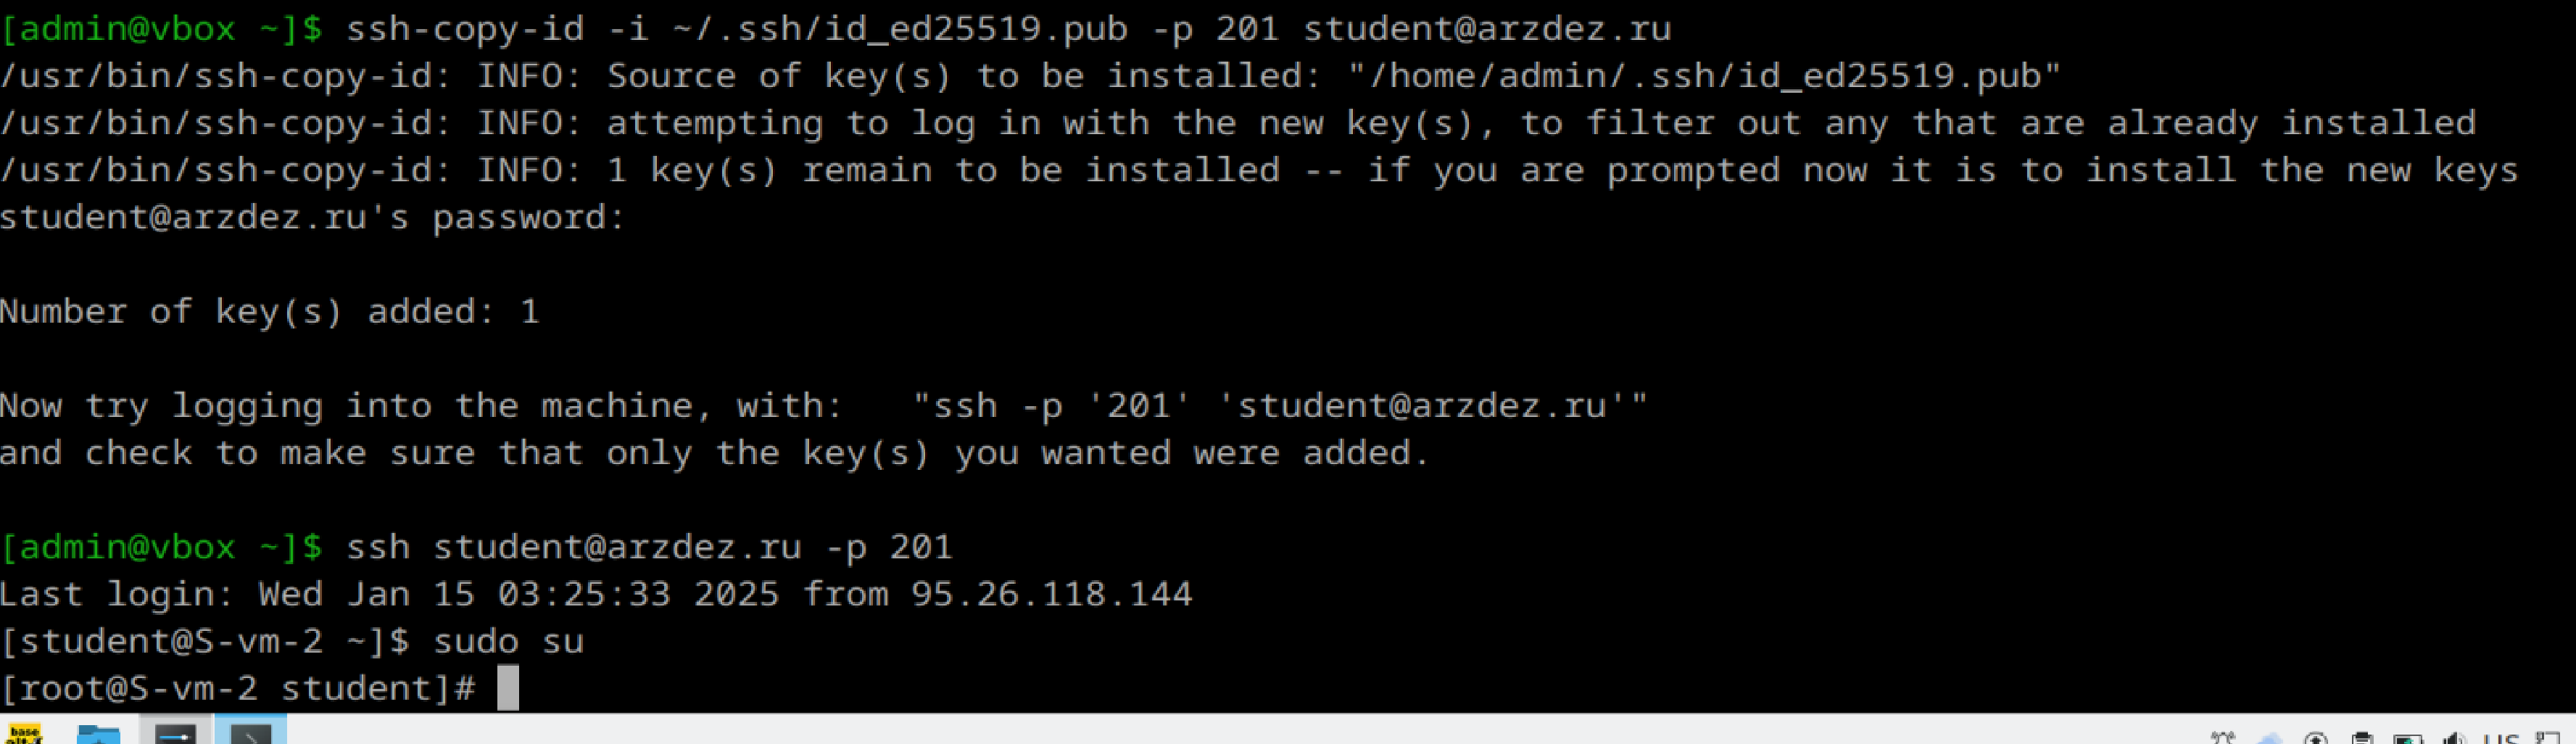 [admin@vbox ~]$ ssh-copy-id -i ~/.ssh/id_ed25519.pub -p 201 student@arzdez.ru
/usr/bin/ssh-copy-id: INFO: Source of key(s) to be installed: "/home/admin/.ssh/id_ed25519.pub"
/usr/bin/ssh-copy-id: INFO: attempting to log in with the new key(s), to filter out any that are already installed
/usr/bin/ssh-copy-id: INFO: 1 key(s) remain to be installed -- if you are prompted now it is to install the new keys
student@arzdez.ru's password:
Number of key(s) added: 1
Now try logging into the machine, with:   "ssh -p '201' 'student@arzdez.ru'"
and check to make sure that only the key(s) you wanted were added.
[admin@vbox ~]$ ssh student@arzdez.ru -p 201
Last login: Wed Jan 15 03:25:33 2025 from 95.26.118.144
[student@S-vm-2 ~]$ sudo su
[root@S-vm-2 student]#
base
US